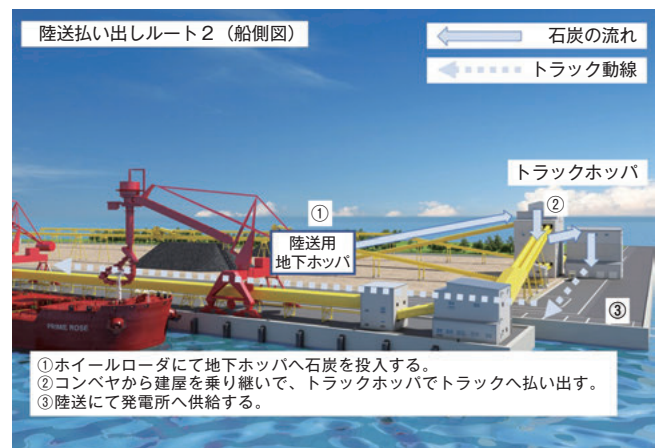 陸送払い出しルート2（船側図）
石炭の流れ
トラック動線
トラックホッパ
①
②
陸送用
地下ホッパ
③
PRIME ROSE
①ホイールローダにて地下ホッパへ石炭を投入する。
②コンベヤから建屋を乗り継いで、トラックホッパでトラックへ払い出す。
③陸送にて発電所へ供給する。